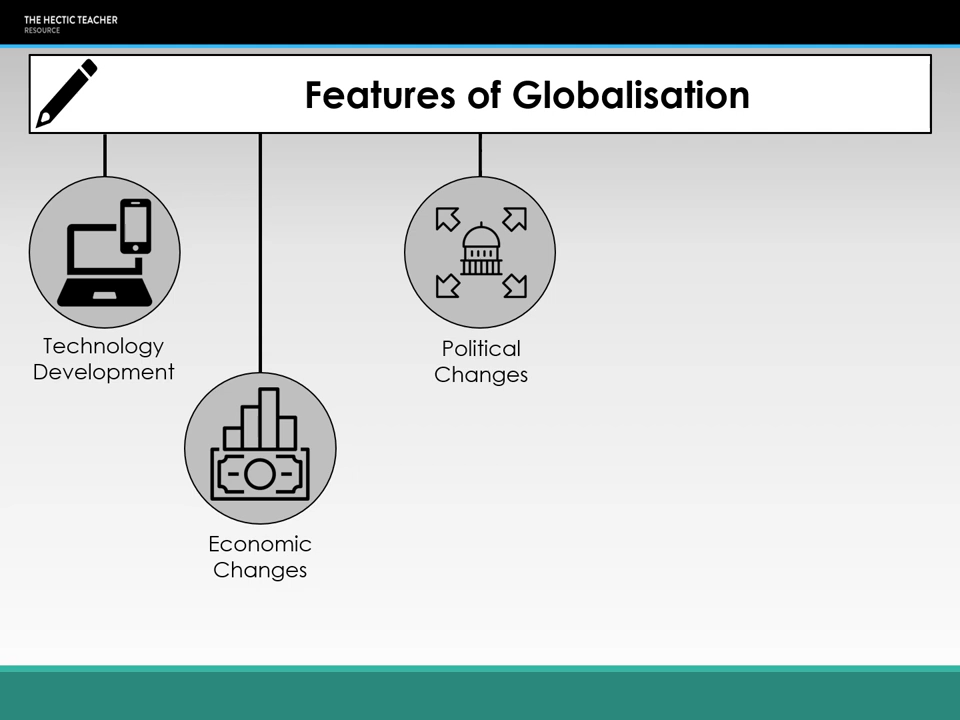 THE HECTIC TEACHER
RESOURCE
Features of Globalisation
Technology
Development
Political
Changes
Economic
Changes